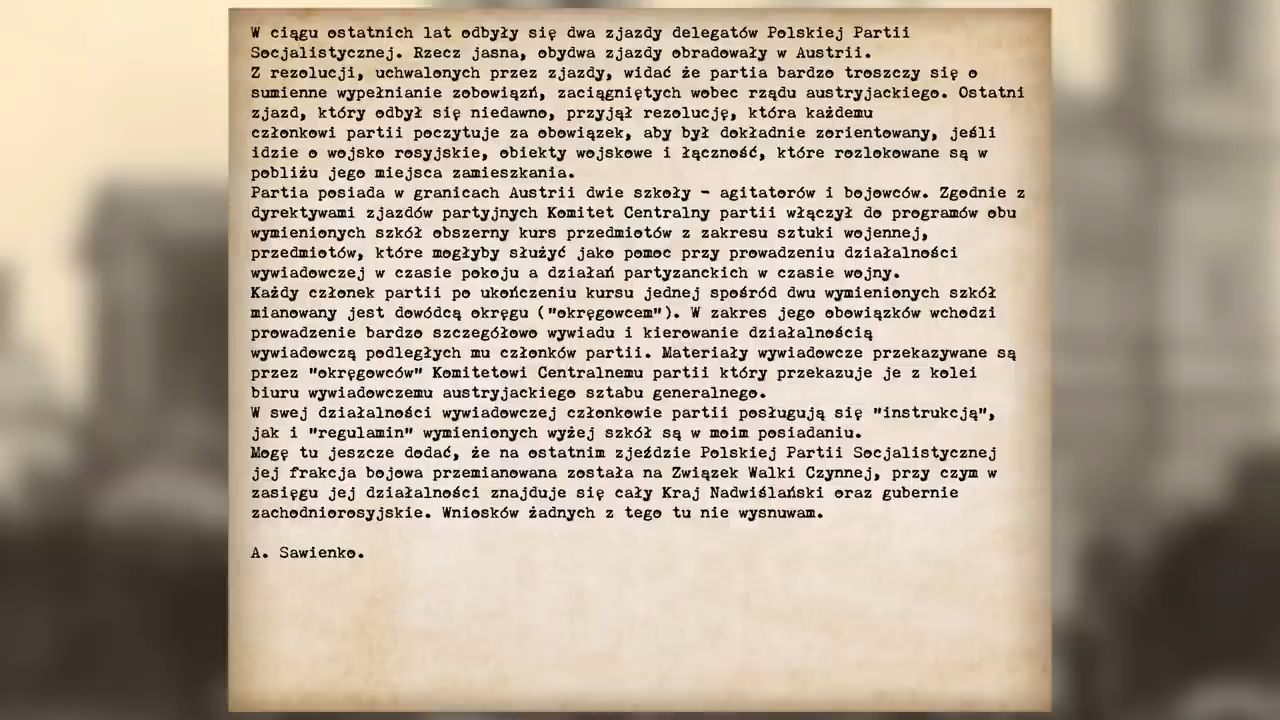 W ciągu ostatnich lat odbyły się dwa zjazdy delegatów Polskiej Partii
Socjalistycznej. Rzecz jasna, obydwa zjazdy obradowały w Austrii.
Z rezolucji, uchwalonych przez zjazdy, widać że partia bardzo troszczy się o
sumienne wypełnianie zobowiązń, zaciągniętych wobec rządu austryjackiego. Ostatni
zjazd, który odbył się niedawno, przyjął rezolucję, która każdemu
członkowi partii poczytuje za obowiązek, aby był dokładnie zorientowany, jeśli
idzie o wojsko rosyjskie, obiekty wojskowe i łączność, które rozlokowane są w
pobliżu jego miejsca zamieszkania.
Partia posiada w granicach Austrii dwie szkoły - agitatorów i bojowców. Zgodnie z
dyrektywami zjazdów partyjnych Komitet Centralny partii włączył do programów obu
wymienionych szkół obszerny kurs przedmiotów z zakresu sztuki wojennej,
przedmiotów, które mogłyby służyć jako pomoc przy prowadzeniu działalności
wywiadowczej w czasie pokoju a działań partyzanckich w czasie wojny.
Każdy członek partii po ukończeniu kursu jednej spośród dwu wymienionych szkół
mianowany jest dowódcą okręgu ("okręgowcem"). W zakres jego obowiązków wchodzi
prowadzenie bardzo szczegółowo wywiadu i kierowanie działalnością
wywiadowczą podległych mu członków partii. Materiały wywiadowcze przekazywane są
przez "okręgowców" Komitetowi Centralnemu partii który przekazuje je z kolei
biuru wywiadowczemu austryjackiego sztabu generalnego.
W swej działalności wywiadowczej członkowie partii posługują się "instrukcją",
jak i "regulamin" wymienionych wyżej szkół są w moim posiadaniu.
Mogę tu jeszcze dodać, że na ostatnim zjeździe Polskiej Partii Socjalistycznej
jej frakcja bojowa przemianowana została na Związek Walki Czynnej, przy czym w
zasięgu jej działalności znajduje się cały Kraj Nadwiślański oraz gubernie
zachodniorosyjskie. Wniosków żadnych z tego tu nie wysnuwam.
A. Sawienko.